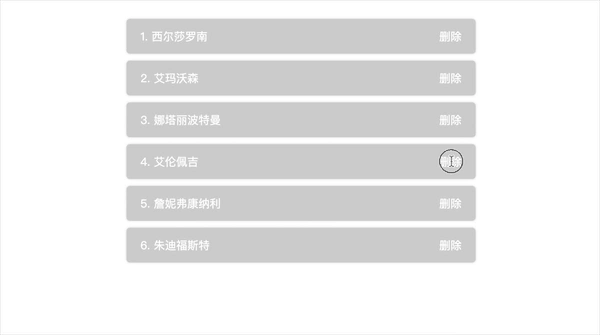 1. 西尔莎罗南 删除
2. 艾玛沃森 删除
3. 娜塔丽波特曼 删除
4. 艾伦佩吉
5. 詹妮弗康纳利 删除
6. 朱迪福斯特 删除